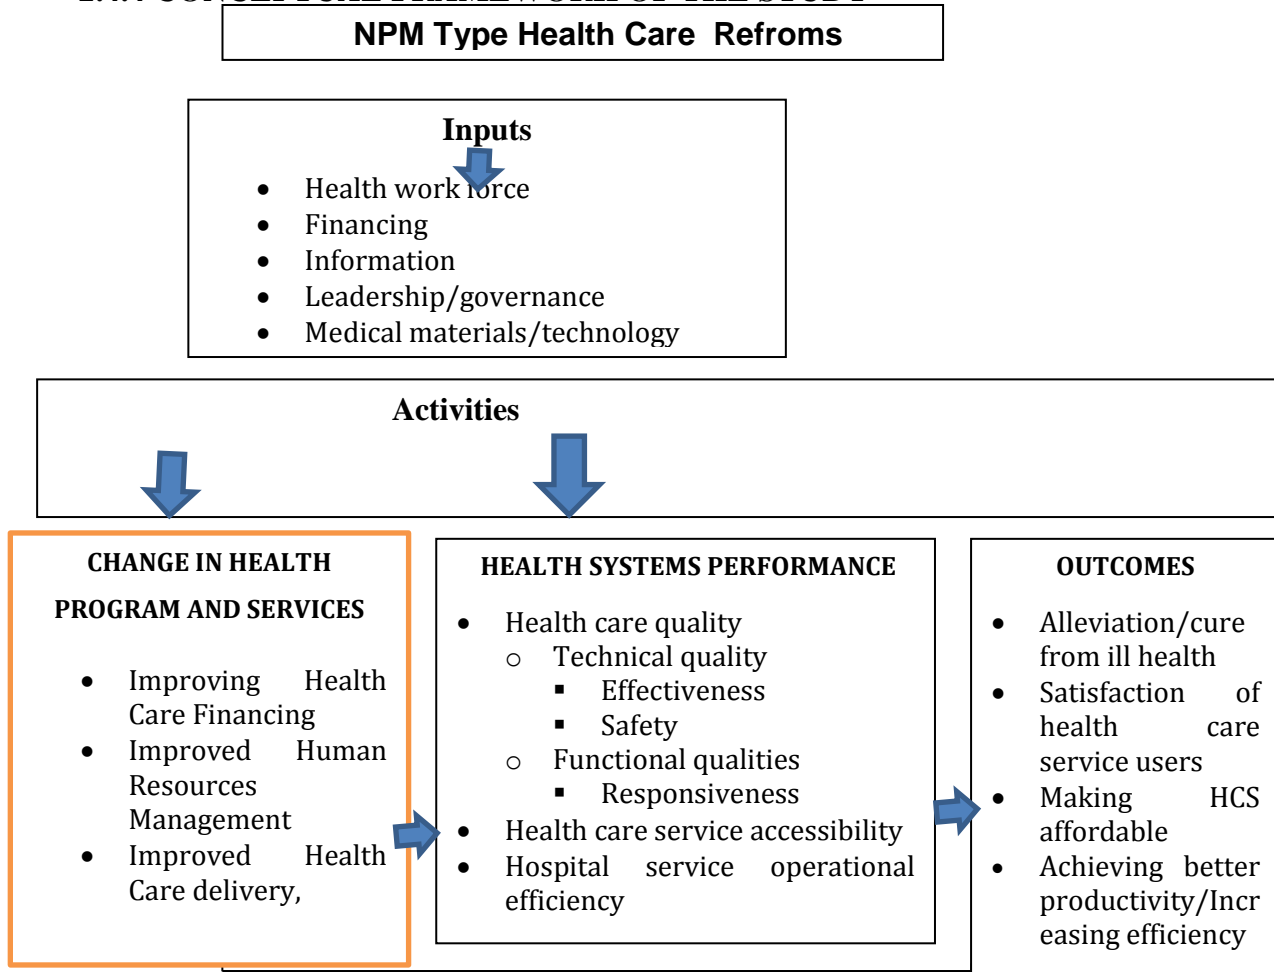 NPM Type Health Care Refroms
Inputs
• Health work force
• Financing
• Information
• Leadership/governance
• Medical materials/technology
Activities
CHANGE IN HEALTH
PROGRAM AND SERVICES
• Improving Health
Care Financing
• Improved Human
Resources
Management
• Improved Health
Care delivery,
HEALTH SYSTEMS PERFORMANCE
• Health care quality
o Technical quality
▪ Effectiveness
▪ Safety
o Functional qualities
▪ Responsiveness
• Health care service accessibility
• Hospital service operational
efficiency
OUTCOMES
• Alleviation/cure
from ill health
• Satisfaction of
health care
service users
• Making HCS
affordable
• Achieving better
productivity/Incr
easing efficiency